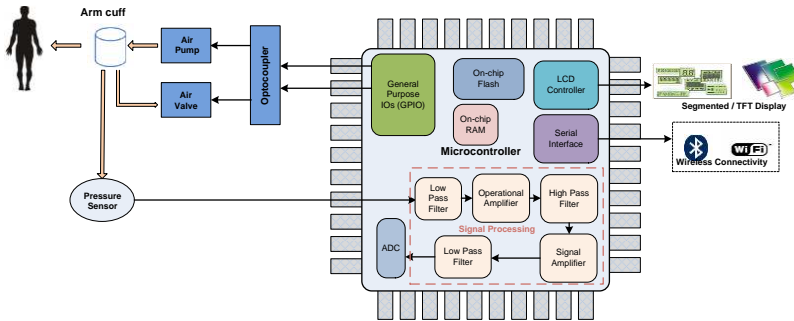 Arm cuff
Air
Pump
Air
Valve
Optocoupler
General
Purpose
IOs (GPIO)
On-chip
Flash
On-chip
RAM
LCD
Controller
Serial
Interface
Microcontroller
Segmented / TFT Display
WiFi
Wireless Connectivity
Pressure
Sensor
Low
Pass
Filter
Operational
Amplifier
High Pass
Filter
Signal Processing
ADC
Low Pass
Filter
Signal
Amplifier